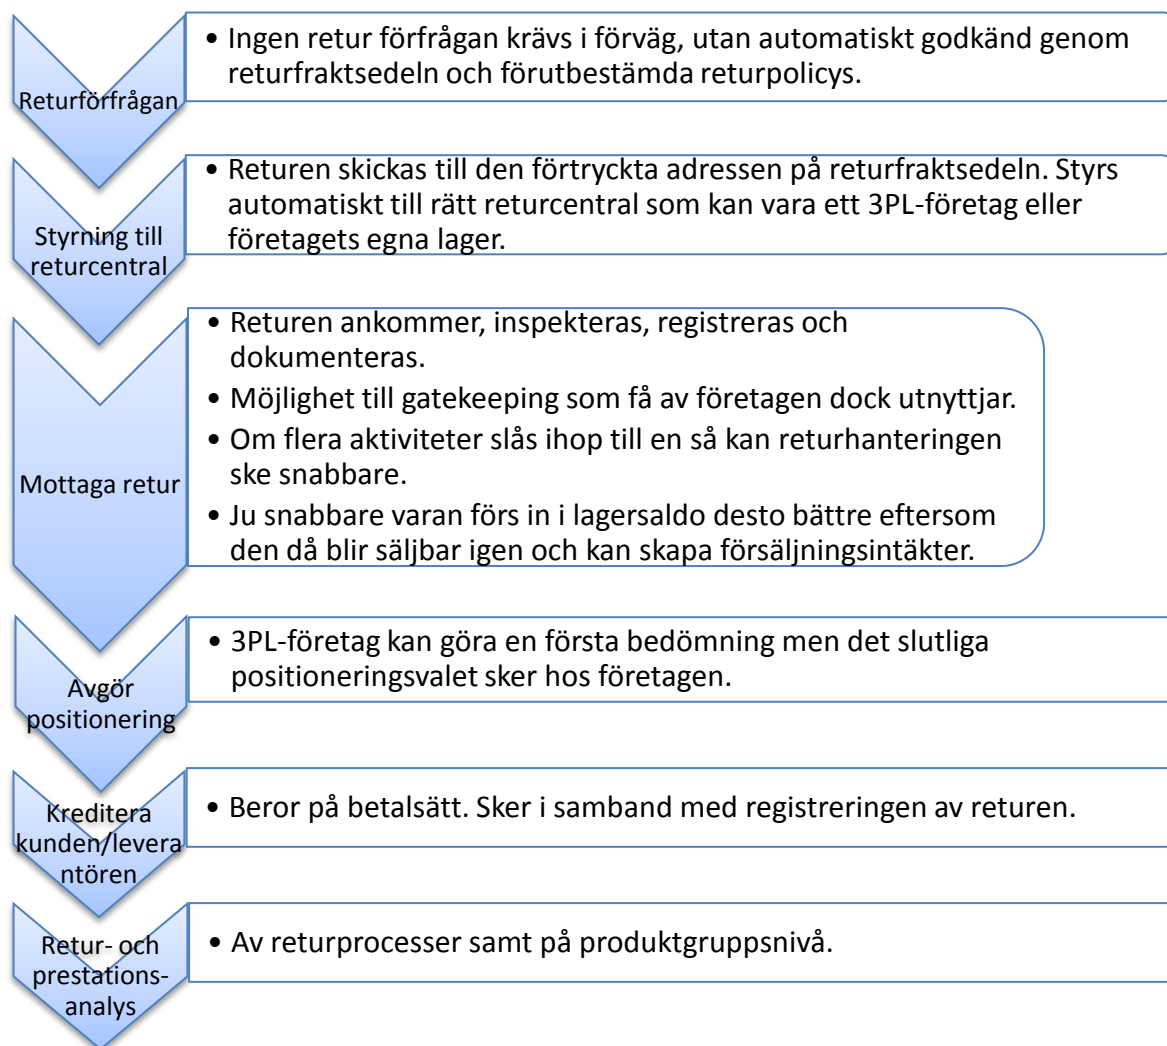 Returförfrågan
• Ingen retur förfrågan krävs i förväg, utan automatiskt godkänd genom
returfraktsedeln och förutbestämda returpolicys.
Styrning till
returcentral
• Returen skickas till den förtryckta adressen på returfraktsedeln. Styrs
automatiskt till rätt returcentral som kan vara ett 3PL-företag eller
företagets egna lager.
Mottaga retur
• Returen ankommer, inspekteras, registreras och
dokumenteras.
• Möjlighet till gatekeeping som få av företagen dock utnyttjar.
• Om flera aktiviteter slås ihop till en så kan returhanteringen
ske snabbare.
• Ju snabbare varan förs in i lagersaldo desto bättre eftersom
den då blir säljbar igen och kan skapa försäljningsintäkter.
Avgör
positionering
• 3PL-företag kan göra en första bedömning men det slutliga
positioneringsvalet sker hos företagen.
Kreditera
kunden/levera
ntören
• Beror på betalsätt. Sker i samband med registreringen av returen.
Retur- och
prestations-
analys
• Av returprocesser samt på produktgruppsnivå.